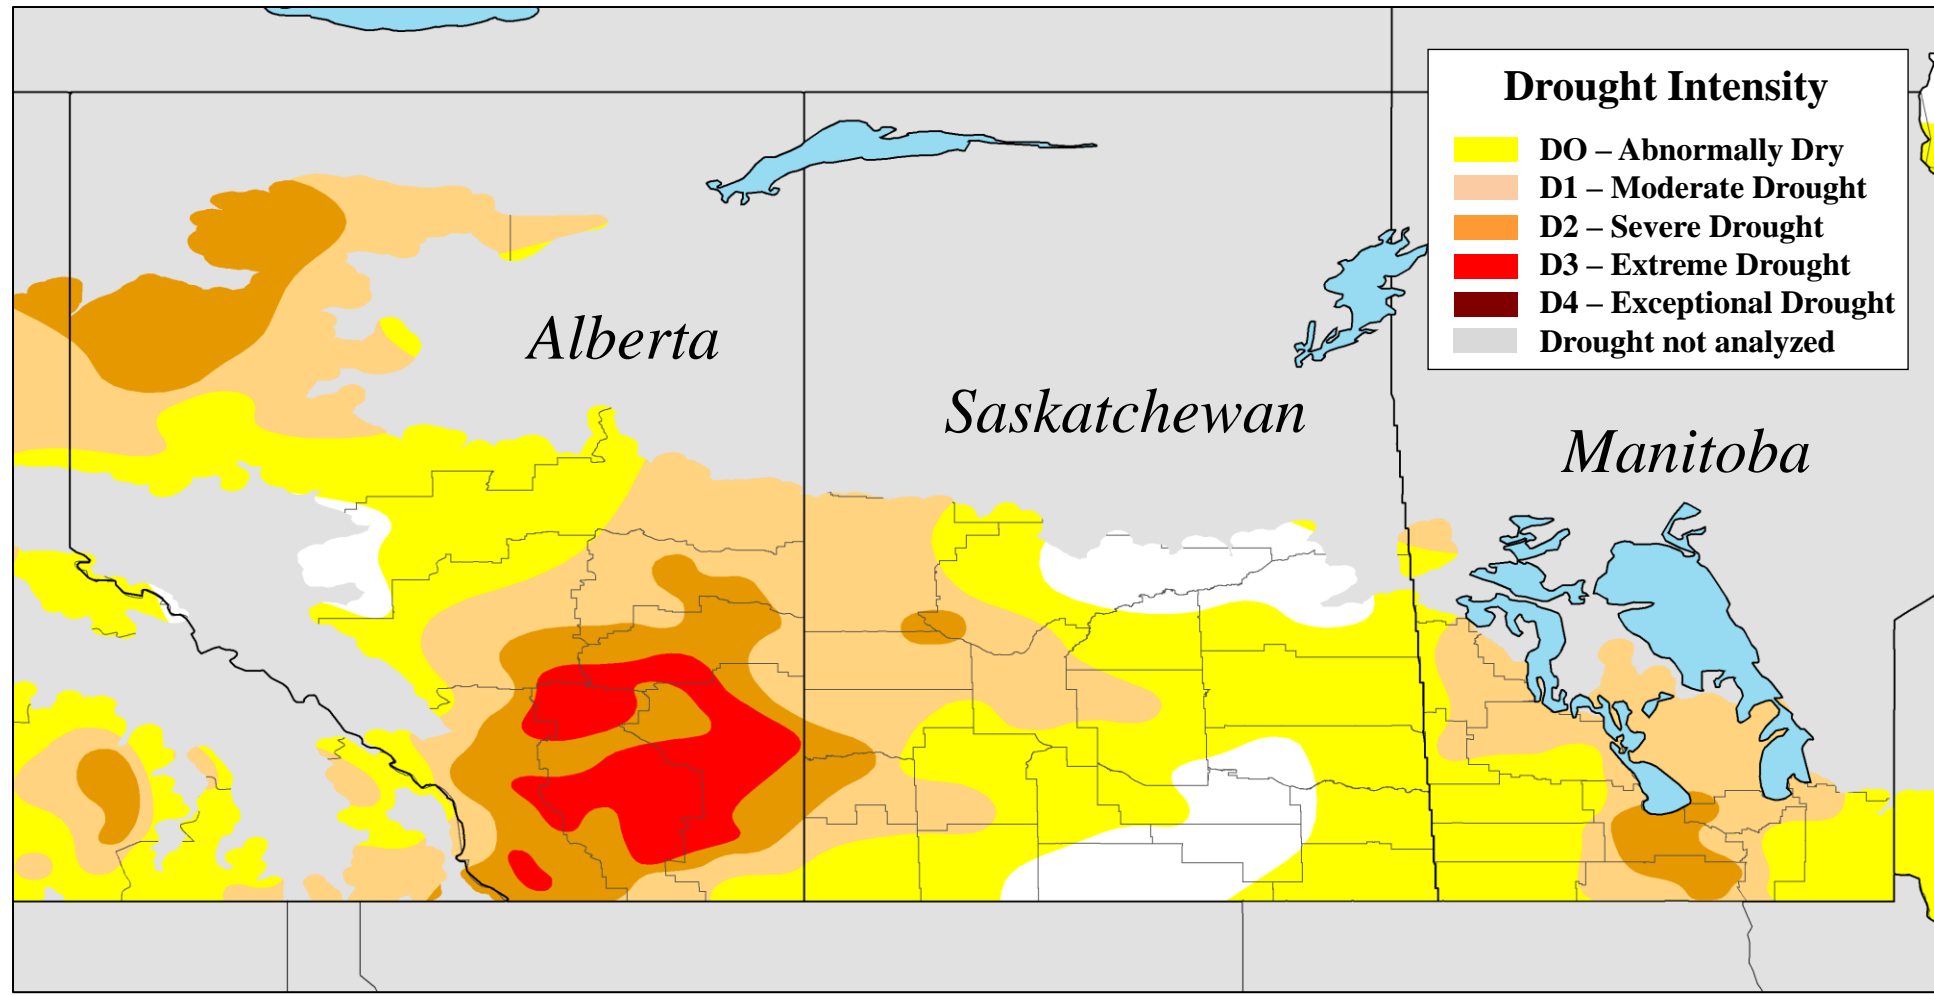 Drought Intensity
DO – Abnormally Dry
D1 – Moderate Drought
D2 – Severe Drought
D3 – Extreme Drought
D4 – Exceptional Drought
Drought not analyzed
Alberta
Saskatchewan
Manitoba